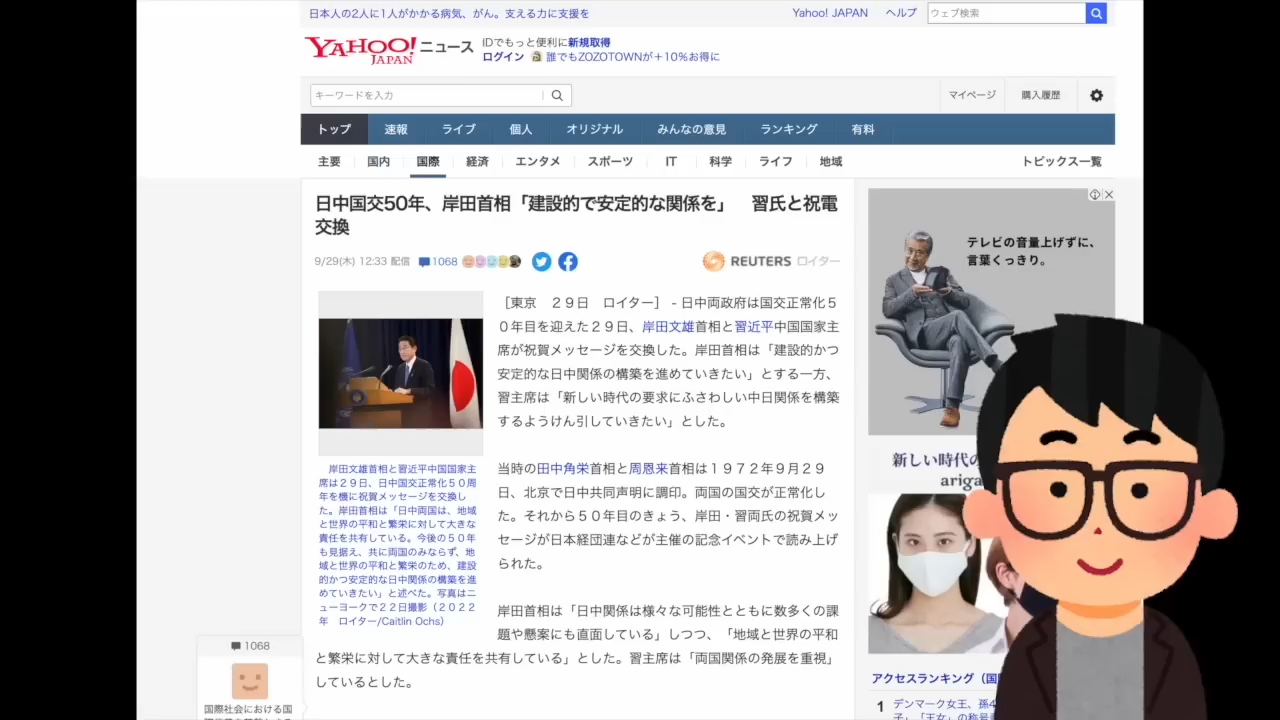 日本人の2人に1人がかかる病気、がん。支える力に支援を
Yahoo! JAPAN ヘルプ ウェブ検索
YAHOO! JAPAN ニュース
IDでもっと便利に新規取得
ログイン 誰でもZOZOTOWNが＋10％お得に
キーワードを入力
マイページ 購入履歴
トップ 速報 ライブ 個人 オリジナル みんなの意見 ランキング 有料
主要 国内 国際 経済 エンタメ スポーツ IT 科学 ライフ 地域 トピックス一覧
日中国交50年、岸田首相「建設的で安定的な関係を」　習氏と祝電
交換
9/29(木) 12:33 配信 1068
REUTERS ロイター
［東京　２９日　ロイター］ - 日中両政府は国交正常化５
０年目を迎えた２９日、岸田文雄首相と習近平中国国家主
席が祝賀メッセージを交換した。岸田首相は「建設的かつ
安定的な日中関係の構築を進めていきたい」とする一方、
習主席は「新しい時代の要求にふさわしい中日関係を構築
するようけん引していきたい」とした。
当時の田中角栄首相と周恩来首相は１９７２年９月２９
日、北京で日中共同声明に調印。両国の国交が正常化し
た。それから５０年目のきょう、岸田・習両氏の祝賀メッ
セージが日本経団連などが主催の記念イベントで読み上げ
られた。
岸田首相は「日中関係は様々な可能性とともに数多くの課
題や懸案にも直面している」しつつ、「地域と世界の平和
と繁栄に対して大きな責任を共有している」とした。習主席は「両国関係の発展を重視」
しているとした。
岸田文雄首相と習近平中国国家主
席は２９日、日中国交正常化５０周
年を機に祝賀メッセージを交換し
た。岸田首相は「日中両国は、地域
と世界の平和と繁栄に対して大きな
責任を共有している。今後の５０年
も見据え、共に両国のみならず、地
域と世界の平和と繁栄のため、建設
的かつ安定的な日中関係の構築を進
めていきたい」と述べた。写真はニ
ューヨークで２２日撮影（２０２２
年　ロイター/Caitlin Ochs）
1068
国際社会における国
テレビの音量上げずに、
言葉くっきり。
新しい時代の
ariga
アクセスランキング（国
1 デンマーク女王、孫4
子」「王女」の称号